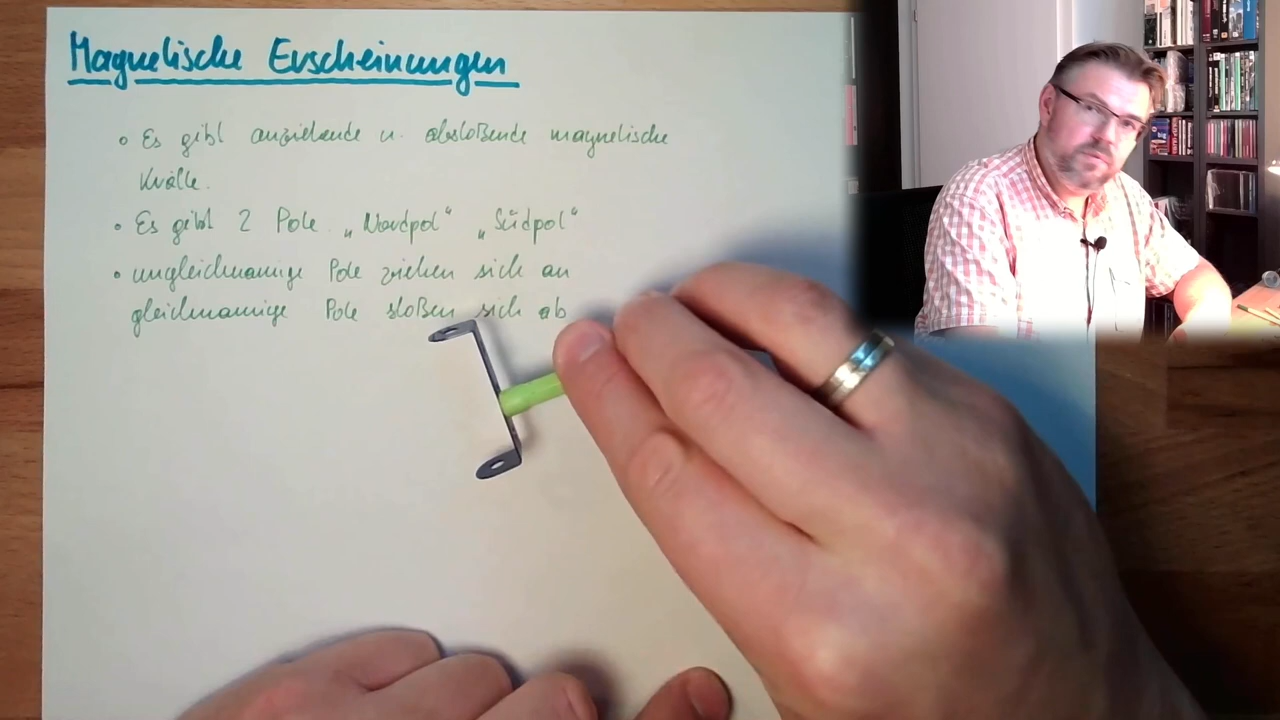 Magnetische Erscheinungen
• Es gibt anziehende u. abstoßende magnetische
Kräfte.
• Es gibt 2 Pole „Nordpol“ „Südpol“
• ungleichnamige Pole ziehen sich an
gleichnamige Pole stoßen sich ab